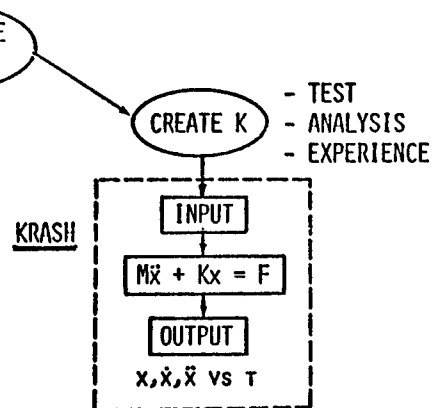 E
CREATE K
- TEST
- ANALYSIS
- EXPERIENCE
KRASH
INPUT
Mẍ + Kx = F
OUTPUT
X,ẋ,ẍ VS T